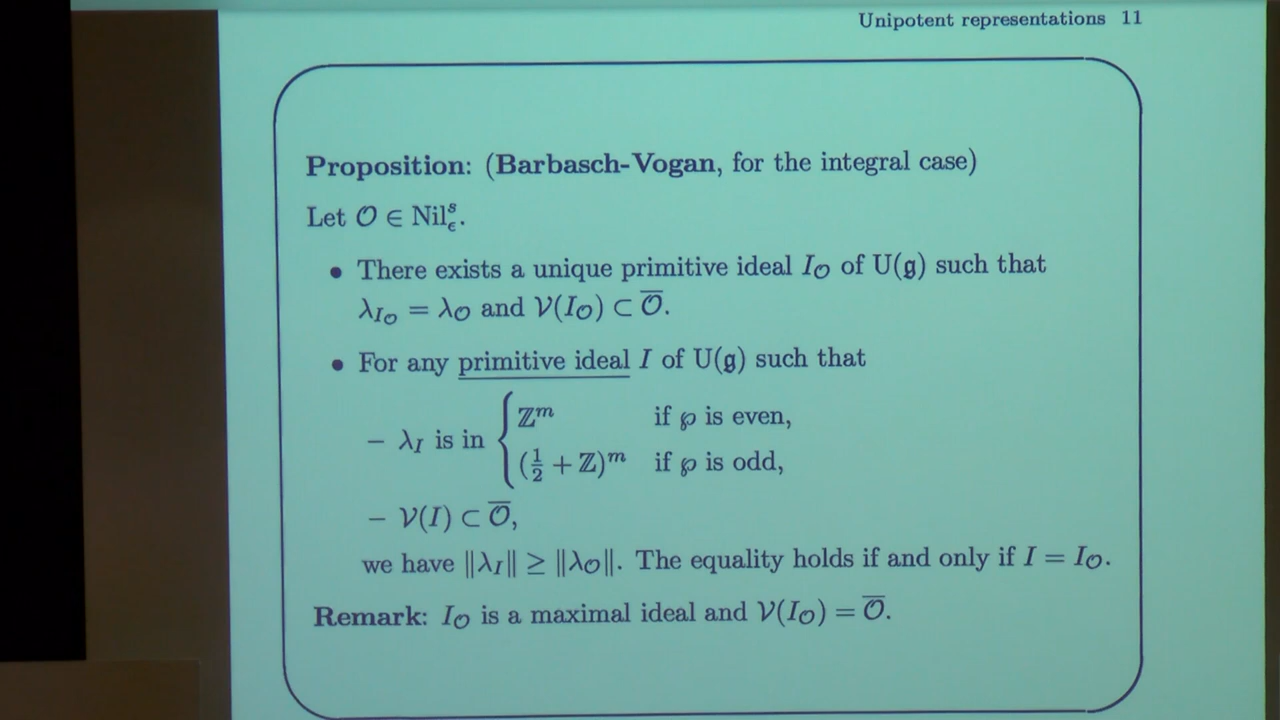 Unipotent representations 11
Proposition: (Barbasch-Vogan, for the integral case)
Let 𝒪 ∈ Nil^s_ϵ.
• There exists a unique primitive ideal I_𝒪 of U(𝔤) such that
λ_{I_𝒪} = λ_𝒪 and 𝒱(I_𝒪) ⊂ \overline{𝒪}.
• For any primitive ideal I of U(𝔤) such that
– λ_I is in { ℤ^m if ℘ is even,
(1/2 + ℤ)^m if ℘ is odd,
– 𝒱(I) ⊂ \overline{𝒪},
we have ‖λ_I‖ ≥ ‖λ_𝒪‖. The equality holds if and only if I = I_𝒪.
Remark: I_𝒪 is a maximal ideal and 𝒱(I_𝒪) = \overline{𝒪}.